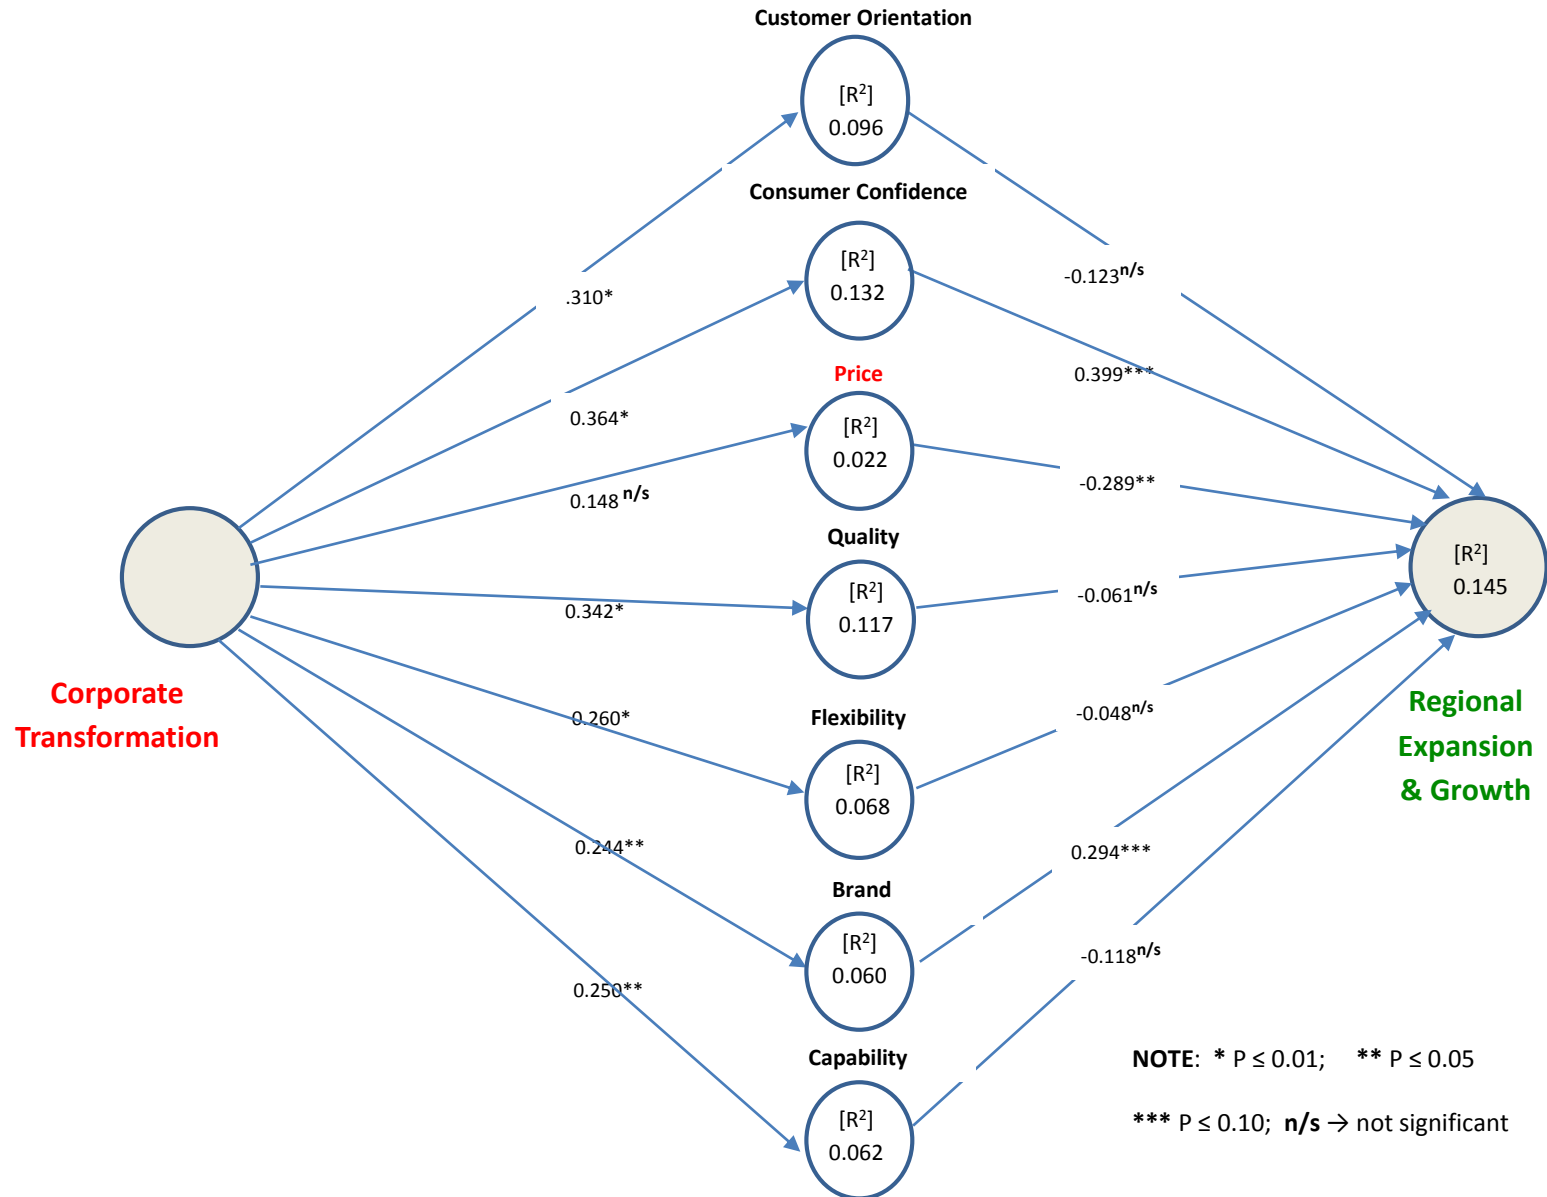 Customer Orientation
[R²]
0.096
Consumer Confidence
[R²]
0.132
Price
[R²]
0.022
Quality
[R²]
0.117
Flexibility
[R²]
0.068
Brand
[R²]
0.060
Capability
[R²]
0.062
.310*
0.364*
0.148 n/s
0.342*
0.260*
0.244**
0.250**
-0.123n/s
0.399***
-0.289**
-0.061n/s
-0.048n/s
0.294***
-0.118n/s
Corporate
Transformation
[R²]
0.145
Regional
Expansion
& Growth
NOTE: * P ≤ 0.01; ** P ≤ 0.05
*** P ≤ 0.10; n/s → not significant